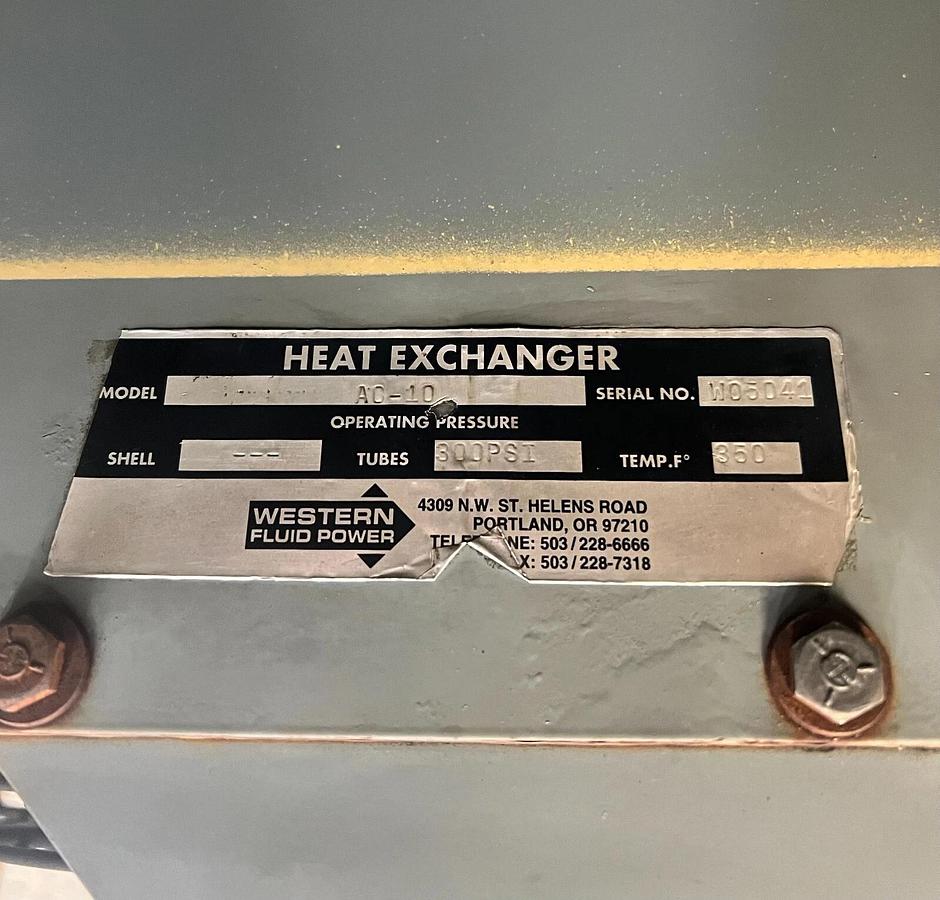 HEAT EXCHANGER
MODEL AC-10 SERIAL NO. W05041
OPERATING PRESSURE
SHELL --- TUBES 300PSI TEMP.F° 350
WESTERN
FLUID POWER
4309 N.W. ST. HELENS ROAD
PORTLAND, OR 97210
503/228-6666
503/228-7318